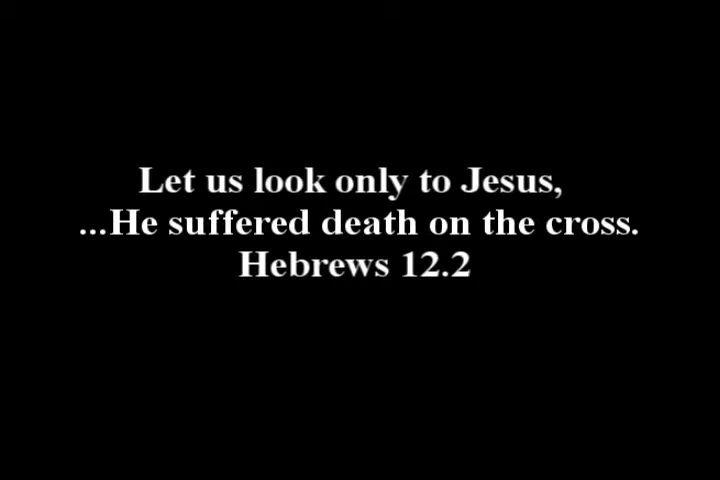 Let us look only to Jesus,
...He suffered death on the cross.
Hebrews 12.2